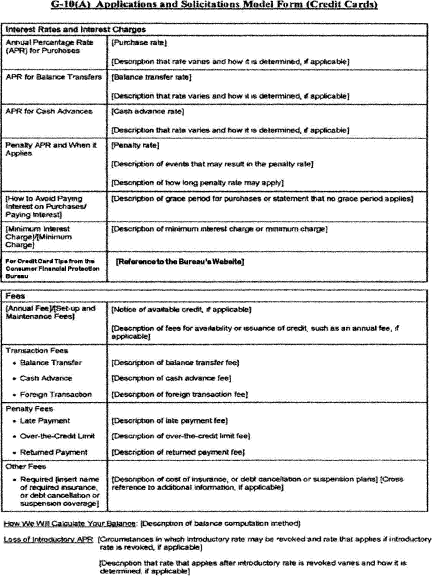 G-10(A) Applications and Solicitations Model Form (Credit Cards)
Interest Rates and Interest Charges
Annual Percentage Rate
(APR) for Purchases
[Purchase rate]
[Description that rate varies and how it is determined, if applicable]
APR for Balance Transfers
[Balance transfer rate]
[Description that rate varies and how it is determined, if applicable]
APR for Cash Advances
[Cash advance rate]
[Description that rate varies and how it is determined, if applicable]
Penalty APR and When it
Applies
[Penalty rate]
[Description of events that may result in the penalty rate]
[Description of how long penalty rate may apply]
[How to Avoid Paying
Interest on Purchases/
Paying Interest]
[Description of grace period for purchases or statement that no grace period applies]
[Minimum Interest
Charge]/[Minimum
Charge]
[Description of minimum interest charge or minimum charge]
For Credit Card Tips from the
Consumer Financial Protection
Bureau
[Reference to the Bureau's Website]
Fees
[Annual Fee]/[Set-up and
Maintenance Fees]
[Notice of available credit, if applicable]
[Description of fees for availability or issuance of credit, such as an annual fee, if
applicable]
Transaction Fees
• Balance Transfer
[Description of balance transfer fee]
• Cash Advance
[Description of cash advance fee]
• Foreign Transaction
[Description of foreign transaction fee]
Penalty Fees
• Late Payment
[Description of late payment fee]
• Over-the-Credit Limit
[Description of over-the-credit limit fee]
• Returned Payment
[Description of returned payment fee]
Other Fees
• Required [insert name
of required insurance,
or debt cancellation or
suspension coverage]
[Description of cost of insurance, or debt cancellation or suspension plans] [Cross
reference to additional information, if applicable]
How We Will Calculate Your Balance: [Description of balance computation method]
Loss of Introductory APR: [Circumstances in which introductory rate may be revoked and rate that applies if introductory
rate is revoked, if applicable]
[Description that rate that applies after introductory rate is revoked varies and how it is
determined, if applicable]